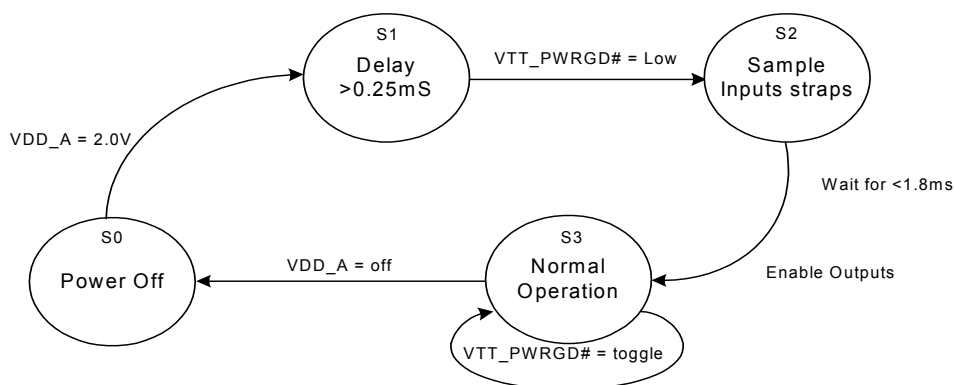 S1
Delay
>0.25mS
VTT_PWRGD# = Low
S2
Sample
Inputs straps
VDD_A = 2.0V
Wait for <1.8ms
S0
Power Off
VDD_A = off
S3
Normal
Operation
Enable Outputs
VTT_PWRGD# = toggle